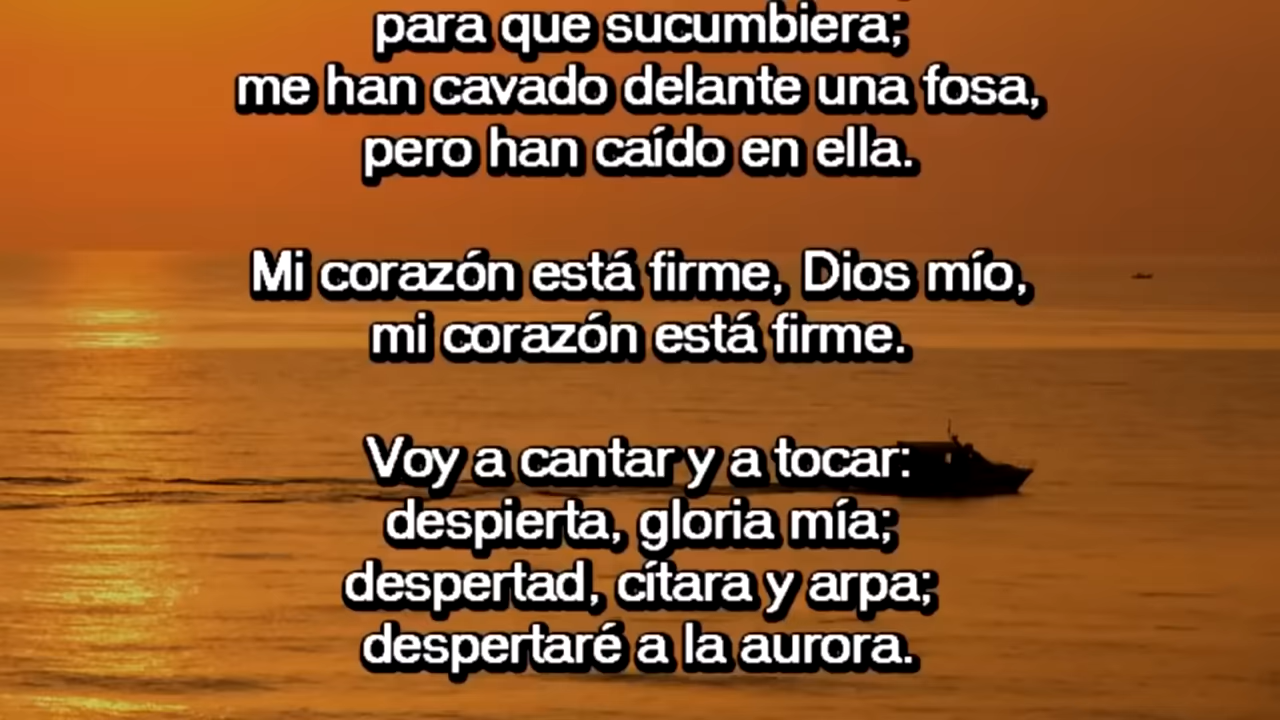 para que sucumbiera;
me han cavado delante una fosa,
pero han caído en ella.
Mi corazón está firme, Dios mío,
mi corazón está firme.
Voy a cantar y a tocar:
despierta, gloria mía;
despertad, cítara y arpa;
despertaré a la aurora.